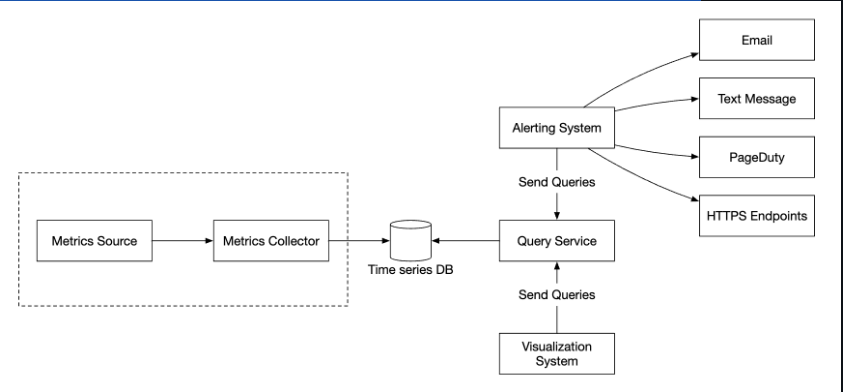 Email
Text Message
Alerting System
PageDuty
Send Queries
HTTPS Endpoints
Metrics Source
Metrics Collector
Query Service
Time series DB
Send Queries
Visualization
System